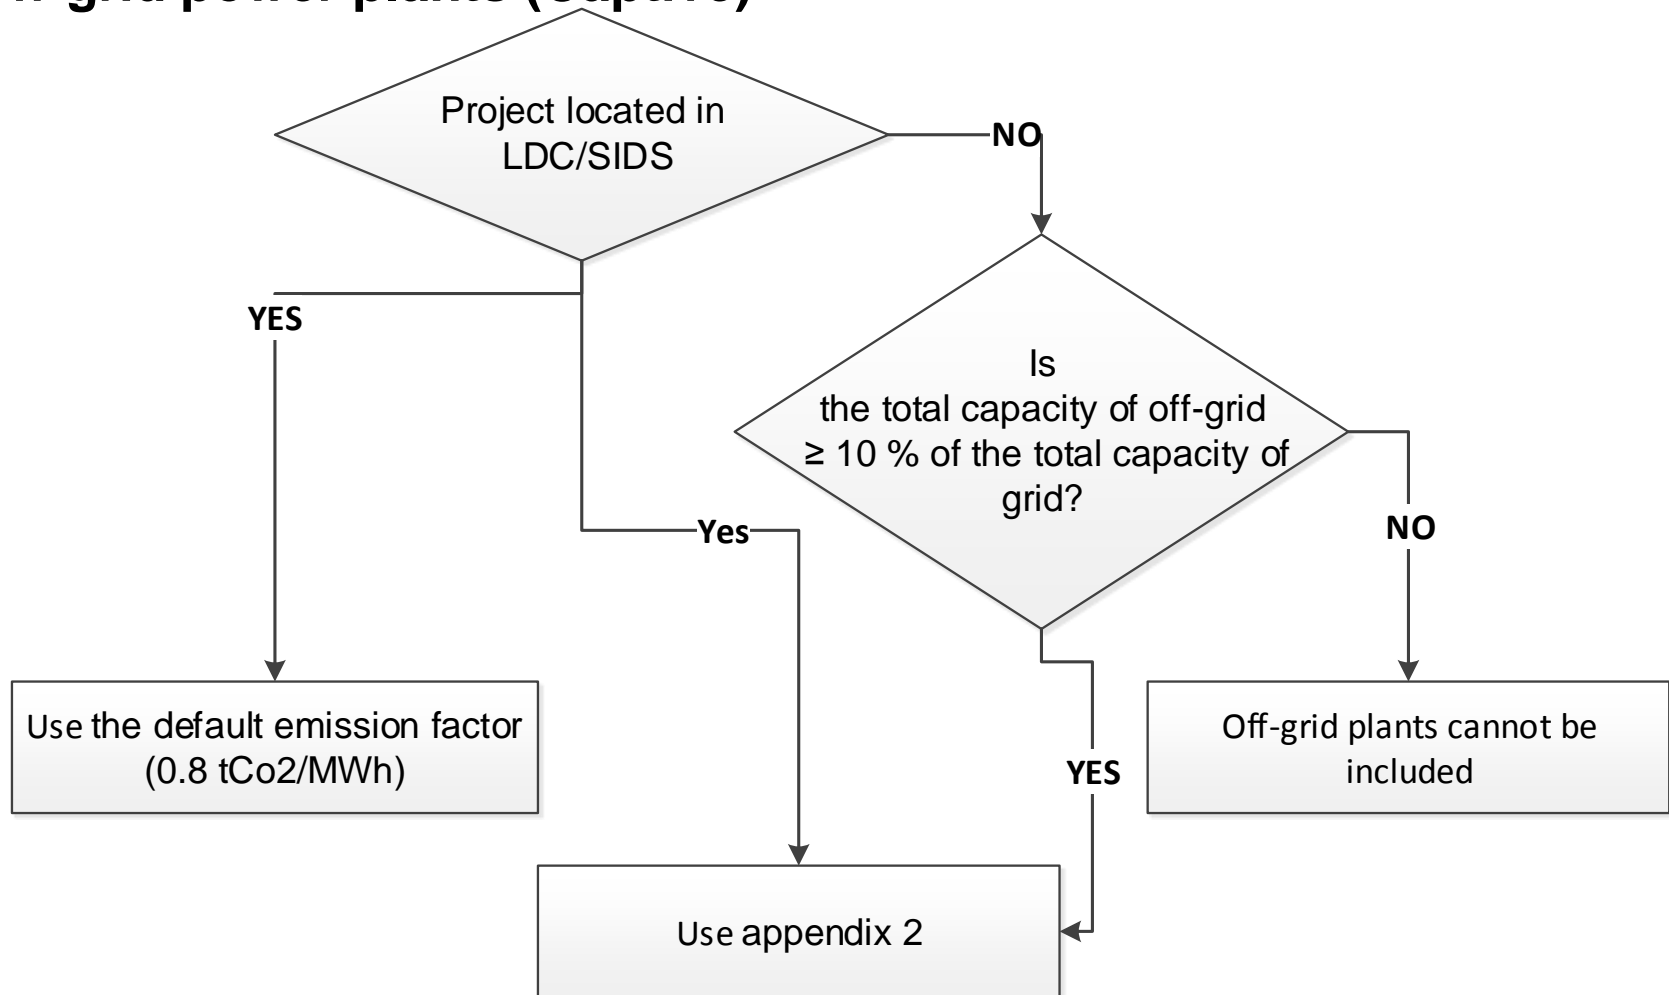 power plants
Project located in
LDC/SIDS
NO
YES
Is
the total capacity of off-grid
≥ 10 % of the total capacity of
grid?
Yes
NO
Use the default emission factor
(0.8 tCo2/MWh)
Off-grid plants cannot be
included
YES
Use appendix 2